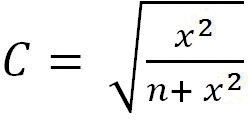 C = √(x²/(n+ x²))